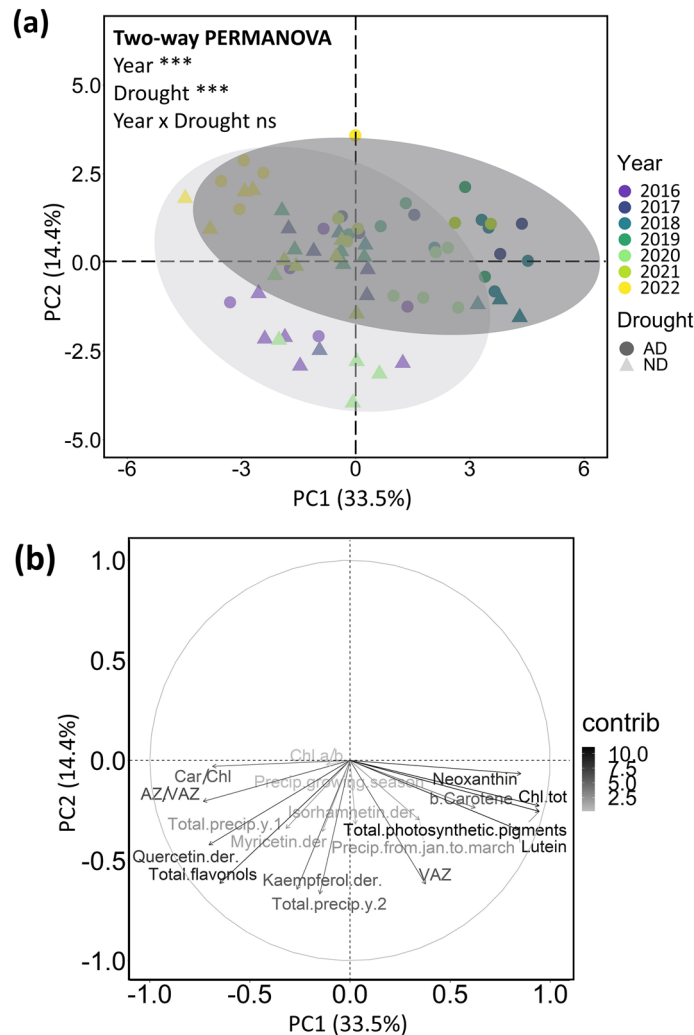 (a)
Two-way PERMANOVA
Year ***
Drought ***
Year x Drought ns
5.0
2.5
0.0
-2.5
-5.0
PC2 (14.4%)
-6
-3
0
3
6
PC1 (33.5%)
Year
2016
2017
2018
2019
2020
2021
2022
Drought
AD
ND
(b)
1.0
0.5
0.0
-0.5
-1.0
PC2 (14.4%)
Chl.a/b
Car/Chl
Precip.growing.season
Neoxanthin
AZ/VAZ
b.Carotene
Chl.tot
Total.precip.y.1
Isorhamnetin.der.
Total.photosynthetic.pigments
Myricetin.der
Precip.from.jan.to.march
Lutein
Quercetin.der.
Total.flavonols
Kaempferol.der.
VAZ
Total.precip.y.2
-1.0
-0.5
0.0
0.5
1.0
PC1 (33.5%)
contrib
10.0
7.5
5.0
2.5